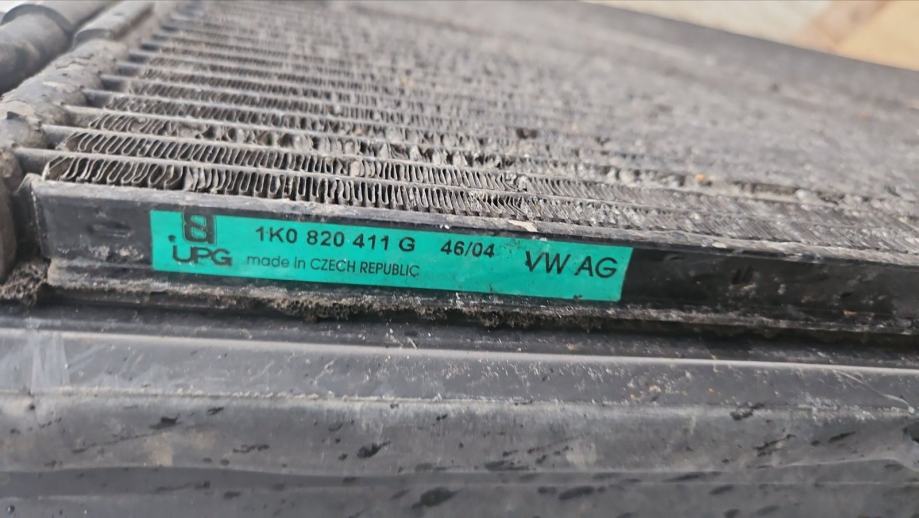 1K0 820 411 G 46/04 VW AG
UPG made in CZECH REPUBLIC